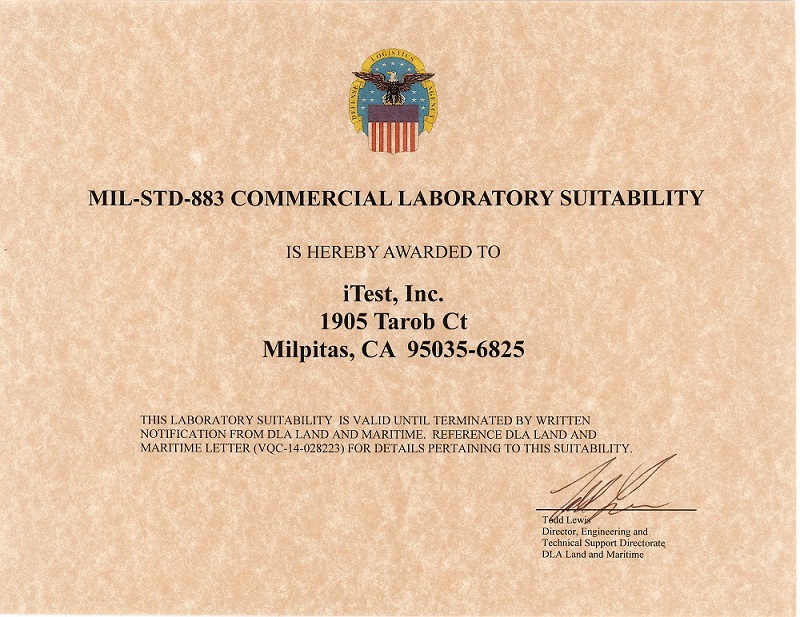 DEFENSE LOGISTICS AGENCY
MIL-STD-883 COMMERCIAL LABORATORY SUITABILITY
IS HEREBY AWARDED TO
iTest, Inc.
1905 Tarob Ct
Milpitas, CA 95035-6825
THIS LABORATORY SUITABILITY IS VALID UNTIL TERMINATED BY WRITTEN
NOTIFICATION FROM DLA LAND AND MARITIME. REFERENCE DLA LAND AND
MARITIME LETTER (VQC-14-028223) FOR DETAILS PERTAINING TO THIS SUITABILITY.
Todd Lewis
Todd Lewis
Director, Engineering and
Technical Support Directorate
DLA Land and Maritime